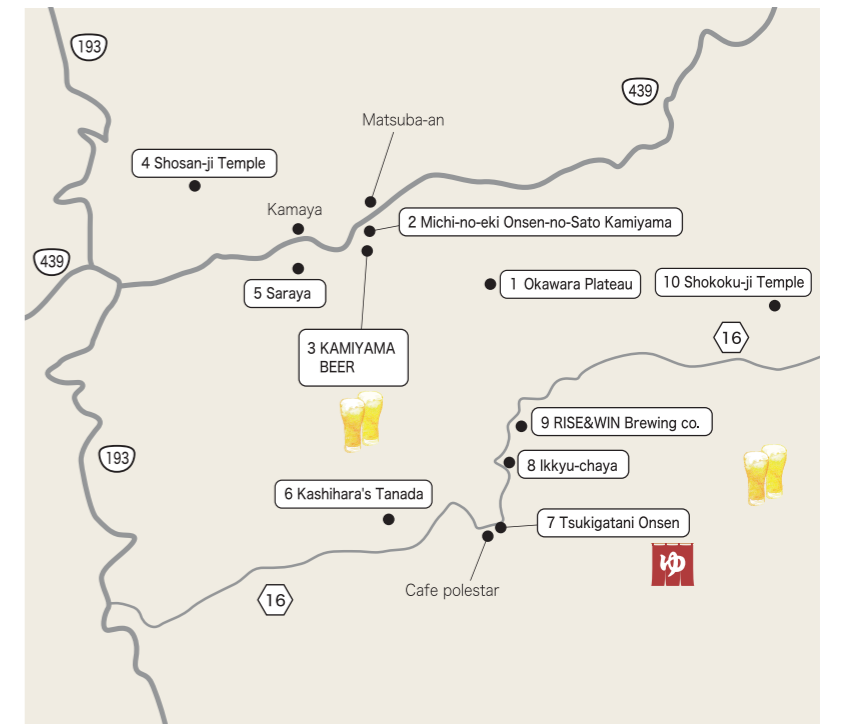 193
439
Matsuba-an
4 Shosan-ji Temple
Kamaya
2 Michi-no-eki Onsen-no-Sato Kamiyama
439
5 Saraya
1 Okawara Plateau
10 Shokoku-ji Temple
3 KAMIYAMA
BEER
16
9 RISE&WIN Brewing co.
193
8 Ikkyu-chaya
6 Kashihara's Tanada
7 Tsukigatani Onsen
ゆ
Cafe polestar
16